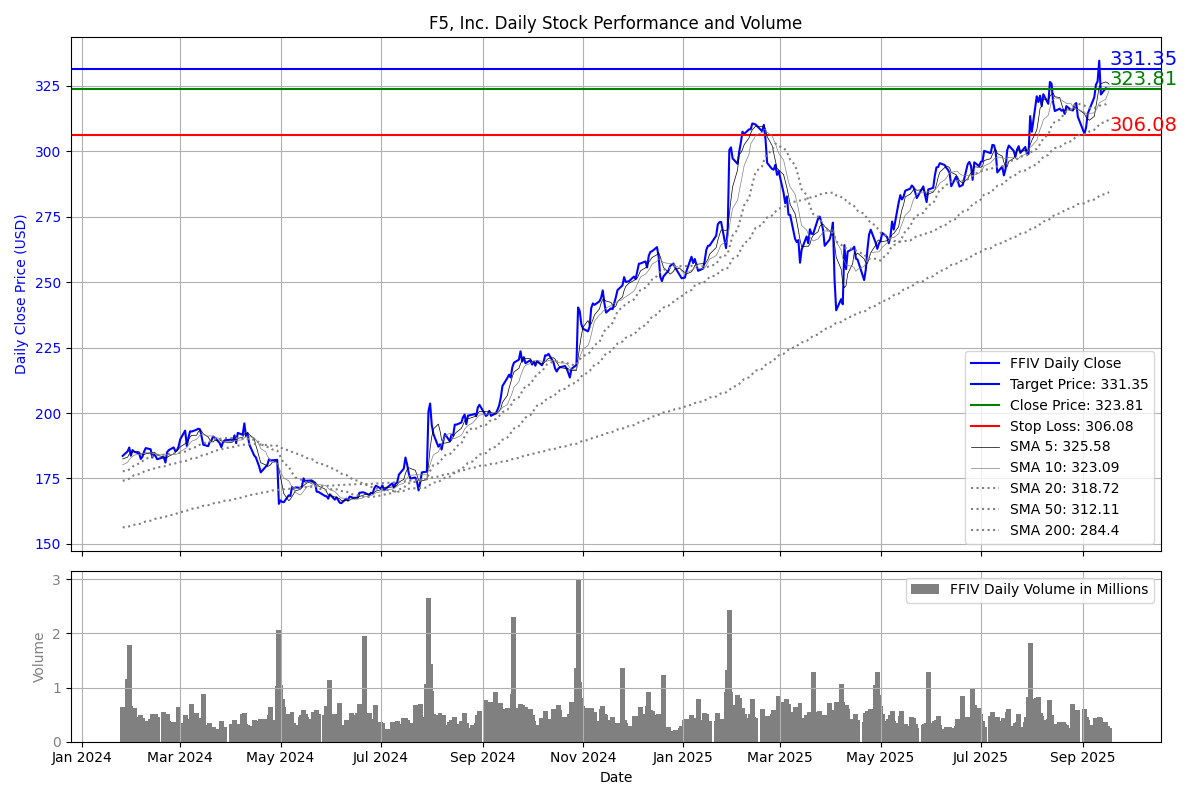 F5, Inc. Daily Stock Performance and Volume
331.35
323.81
306.08
325
300
275
250
225
200
175
150
Daily Close Price (USD)
FFIV Daily Close
Target Price: 331.35
Close Price: 323.81
Stop Loss: 306.08
SMA 5: 325.58
SMA 10: 323.09
SMA 20: 318.72
SMA 50: 312.11
SMA 200: 284.4
3
2
1
0
Volume
FFIV Daily Volume in Millions
Jan 2024 Mar 2024 May 2024 Jul 2024 Sep 2024 Nov 2024 Jan 2025 Mar 2025 May 2025 Jul 2025 Sep 2025
Date